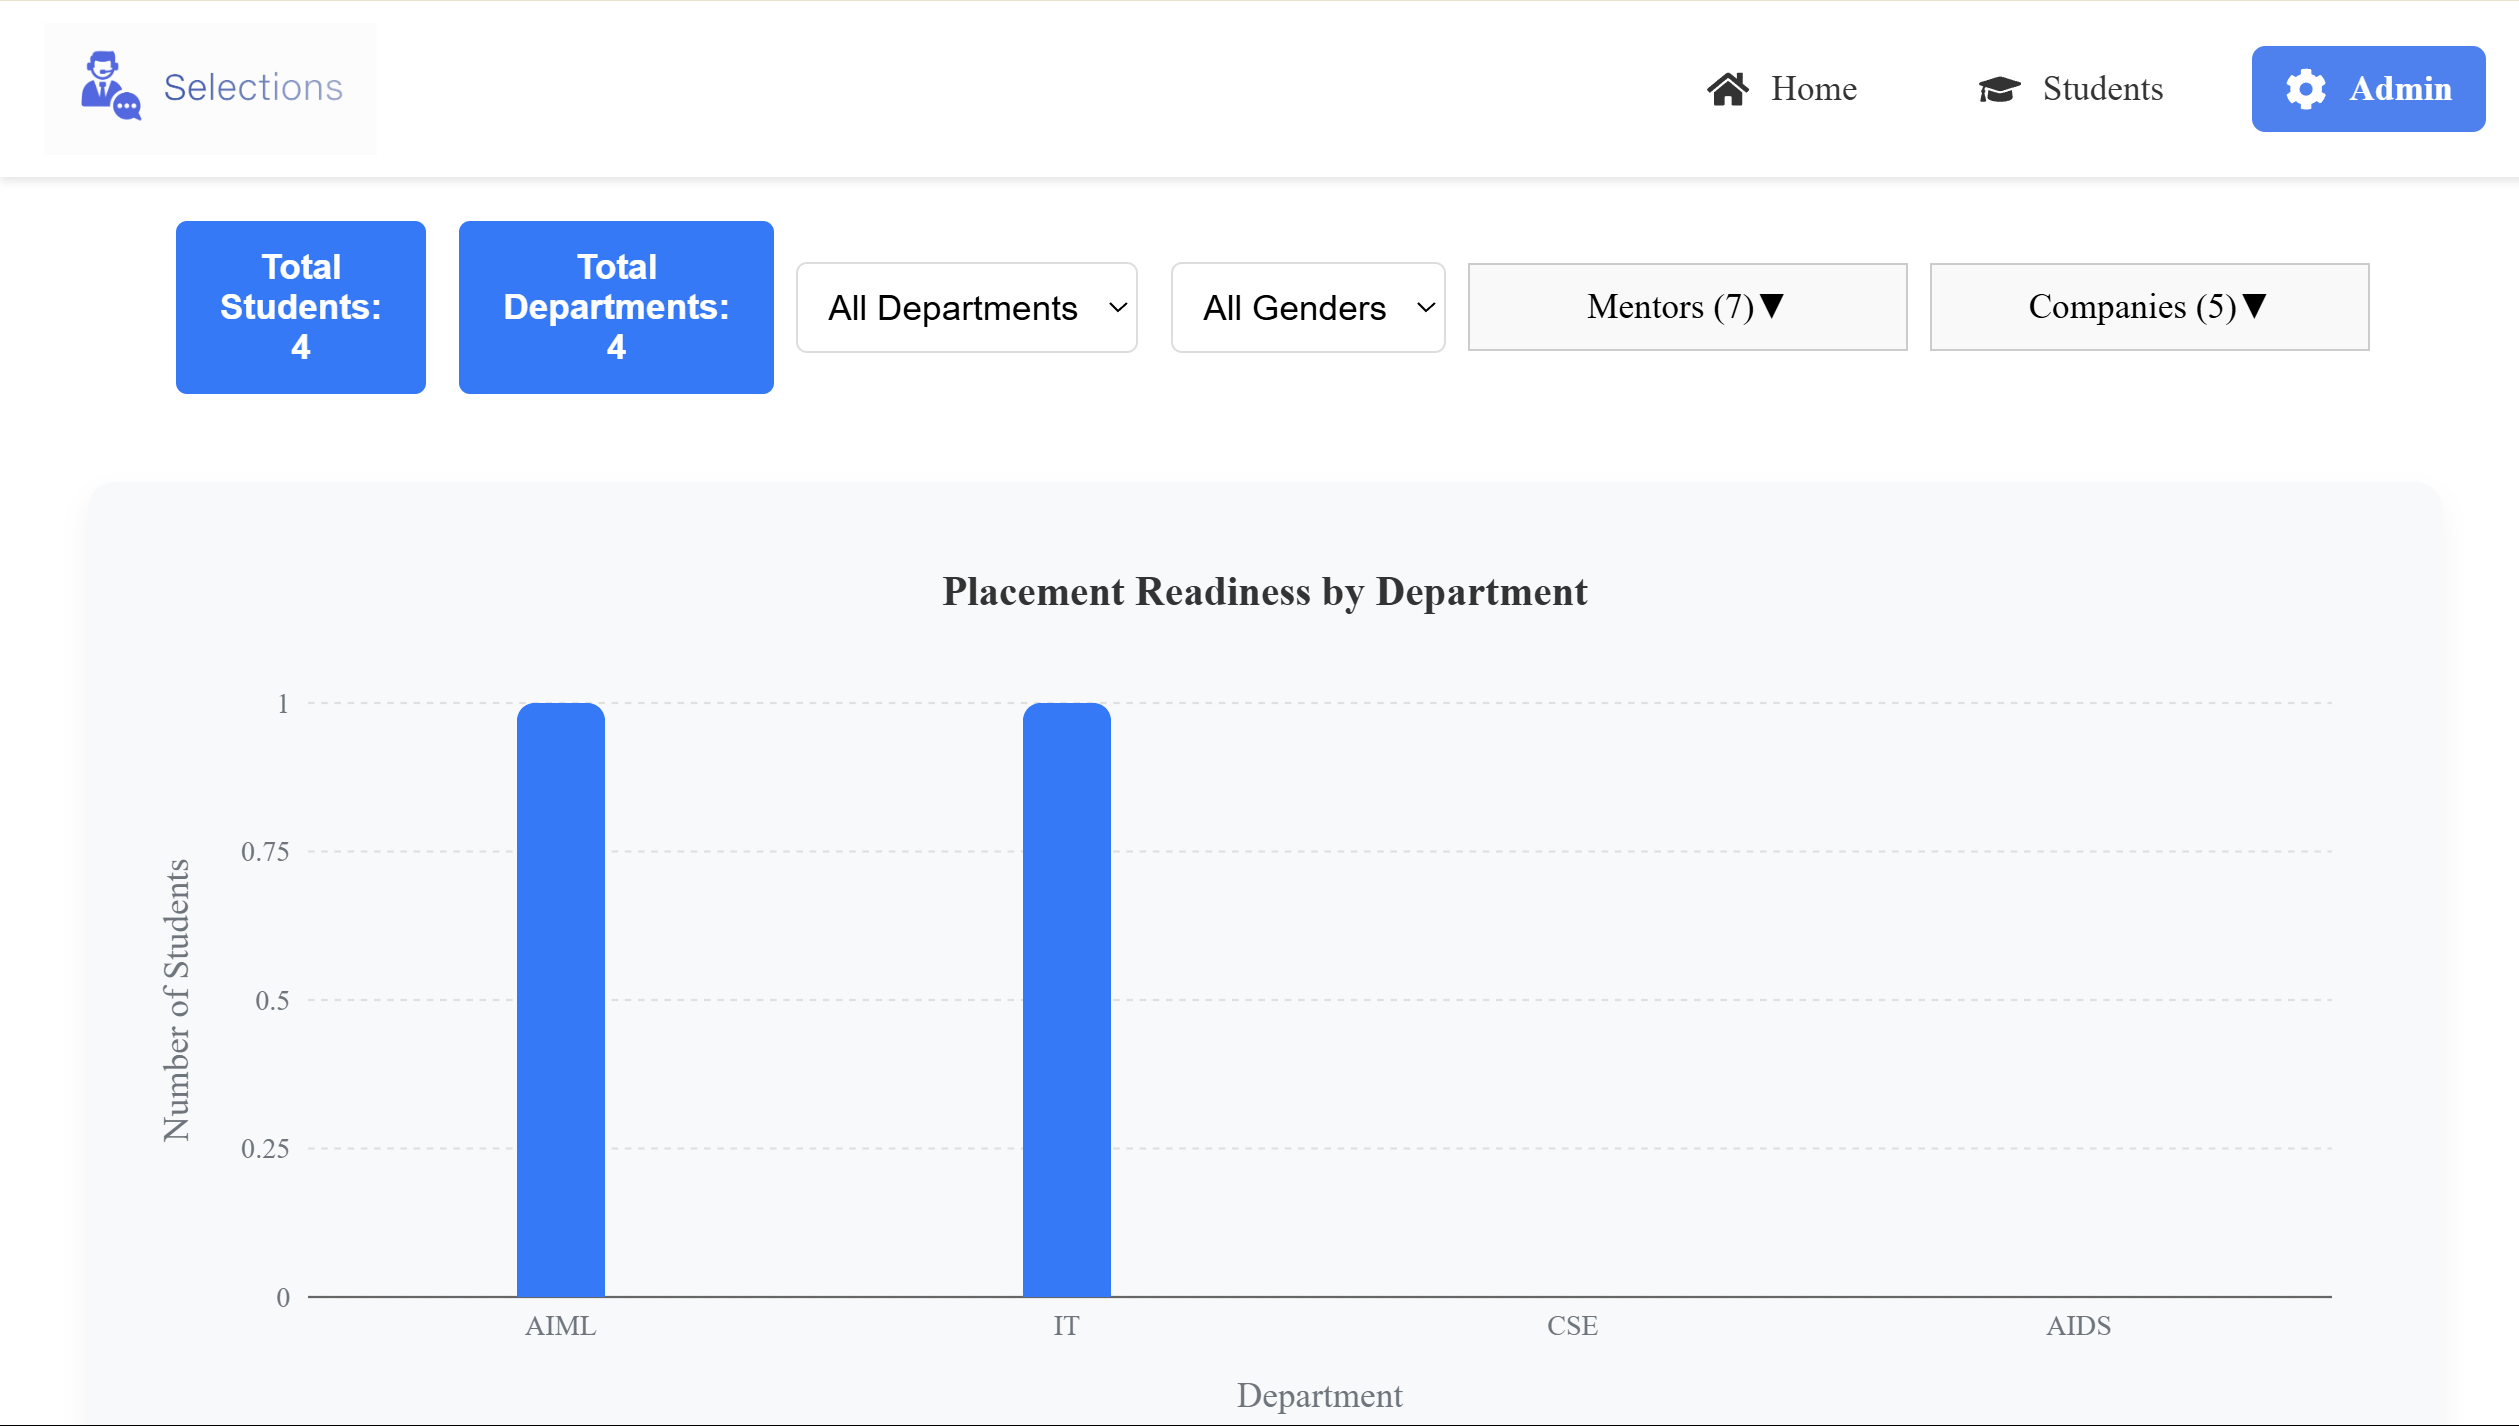 Selections
Home
Students
Admin
Total
Students:
4
Total
Departments:
4
All Departments
All Genders
Mentors (7)▼
Companies (5)▼
Placement Readiness by Department
Number of Students
1
0.75
0.5
0.25
0
AIML
IT
CSE
AIDS
Department